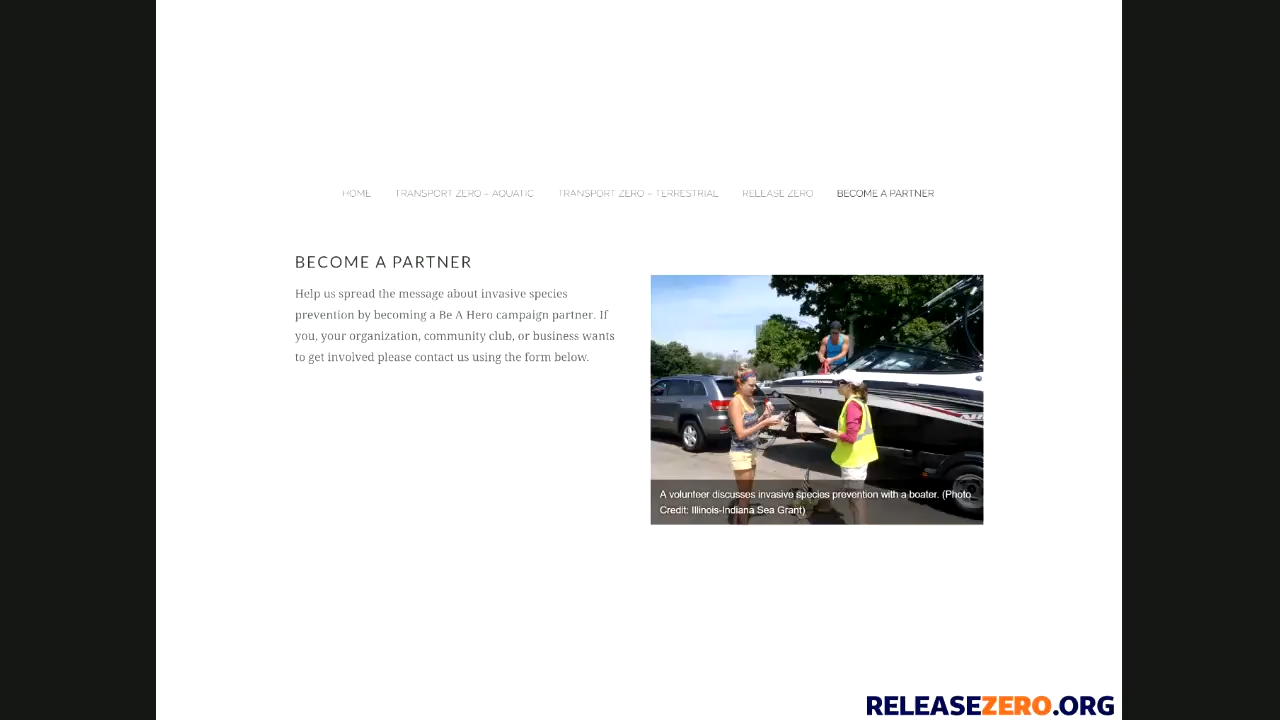 HOME TRANSPORT ZERO – AQUATIC TRANSPORT ZERO – TERRESTRIAL RELEASE ZERO BECOME A PARTNER
BECOME A PARTNER
Help us spread the message about invasive species
prevention by becoming a Be A Hero campaign partner. If
you, your organization, community club, or business wants
to get involved please contact us using the form below.
A volunteer discusses invasive species prevention with a boater. (Photo
Credit: Illinois-Indiana Sea Grant)
RELEASEZERO.ORG